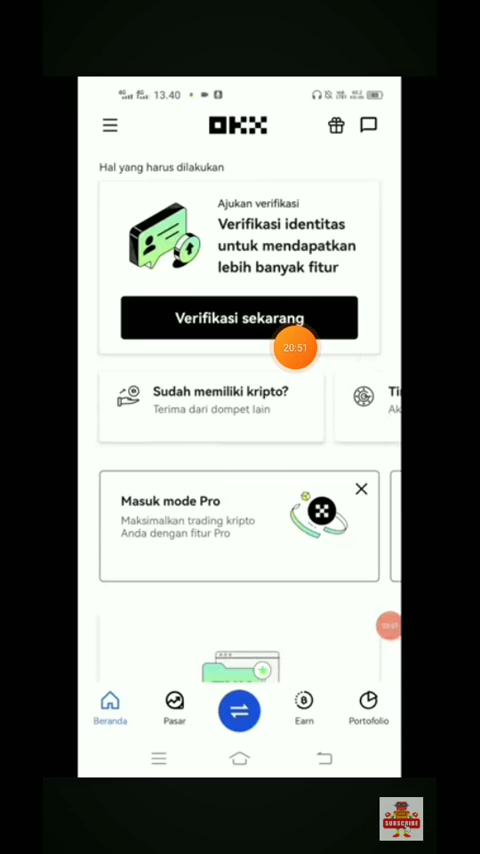 13.40
OKX
Hal yang harus dilakukan
Ajukan verifikasi
Verifikasi identitas
untuk mendapatkan
lebih banyak fitur
Verifikasi sekarang
20:51
Sudah memiliki kripto?
Terima dari dompet lain
Ti
Ak
Masuk mode Pro
Maksimalkan trading kripto
Anda dengan fitur Pro
Beranda
Pasar
Earn
Portofolio
SUBSCRIBE